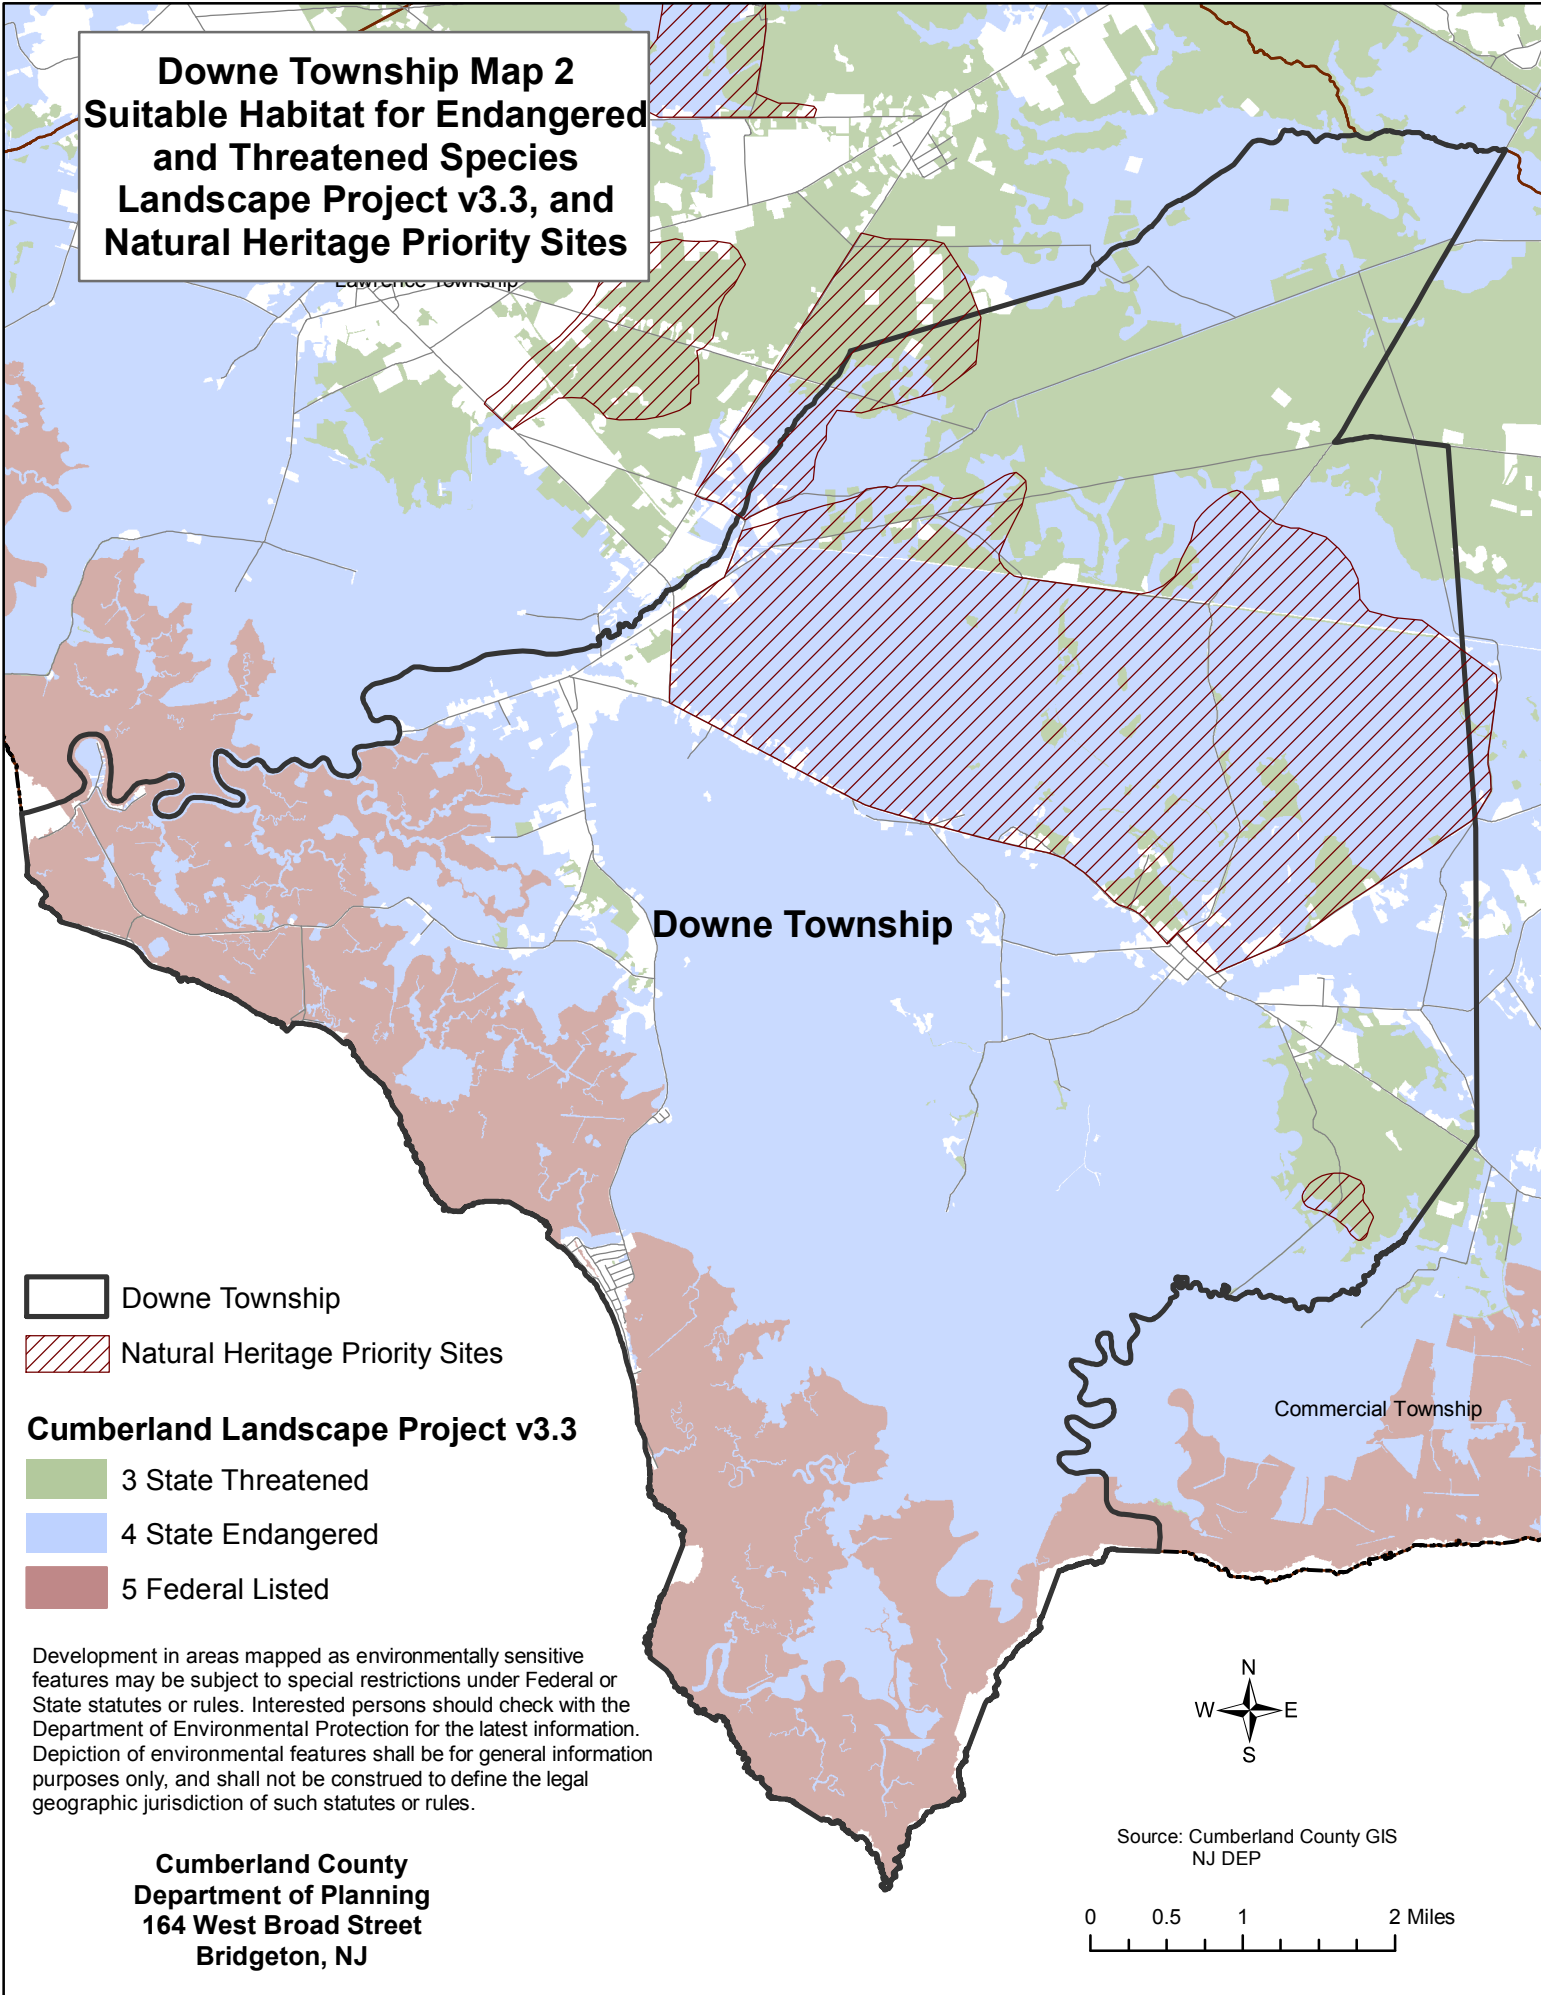 Downe Township Map 2
Suitable Habitat for Endangered
and Threatened Species
Landscape Project v3.3, and
Natural Heritage Priority Sites
Lawrence Township
Downe Township
Downe Township
Natural Heritage Priority Sites
Cumberland Landscape Project v3.3
3 State Threatened
4 State Endangered
5 Federal Listed
Commercial Township
Development in areas mapped as environmentally sensitive
features may be subject to special restrictions under Federal or
State statutes or rules. Interested persons should check with the
Department of Environmental Protection for the latest information.
Depiction of environmental features shall be for general information
purposes only, and shall not be construed to define the legal
geographic jurisdiction of such statutes or rules.
Cumberland County
Department of Planning
164 West Broad Street
Bridgeton, NJ
N
W E
S
Source: Cumberland County GIS
NJ DEP
0 0.5 1 2 Miles